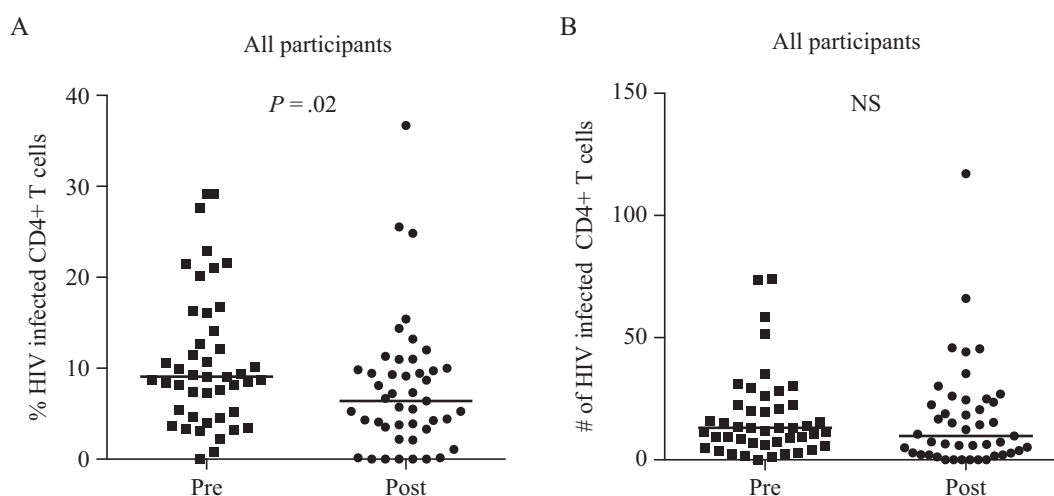 A
All participants
P = .02
% HIV infected CD4+ T cells
40
30
20
10
0
Pre
Post
B
All participants
NS
# of HIV infected CD4+ T cells
150
100
50
0
Pre
Post